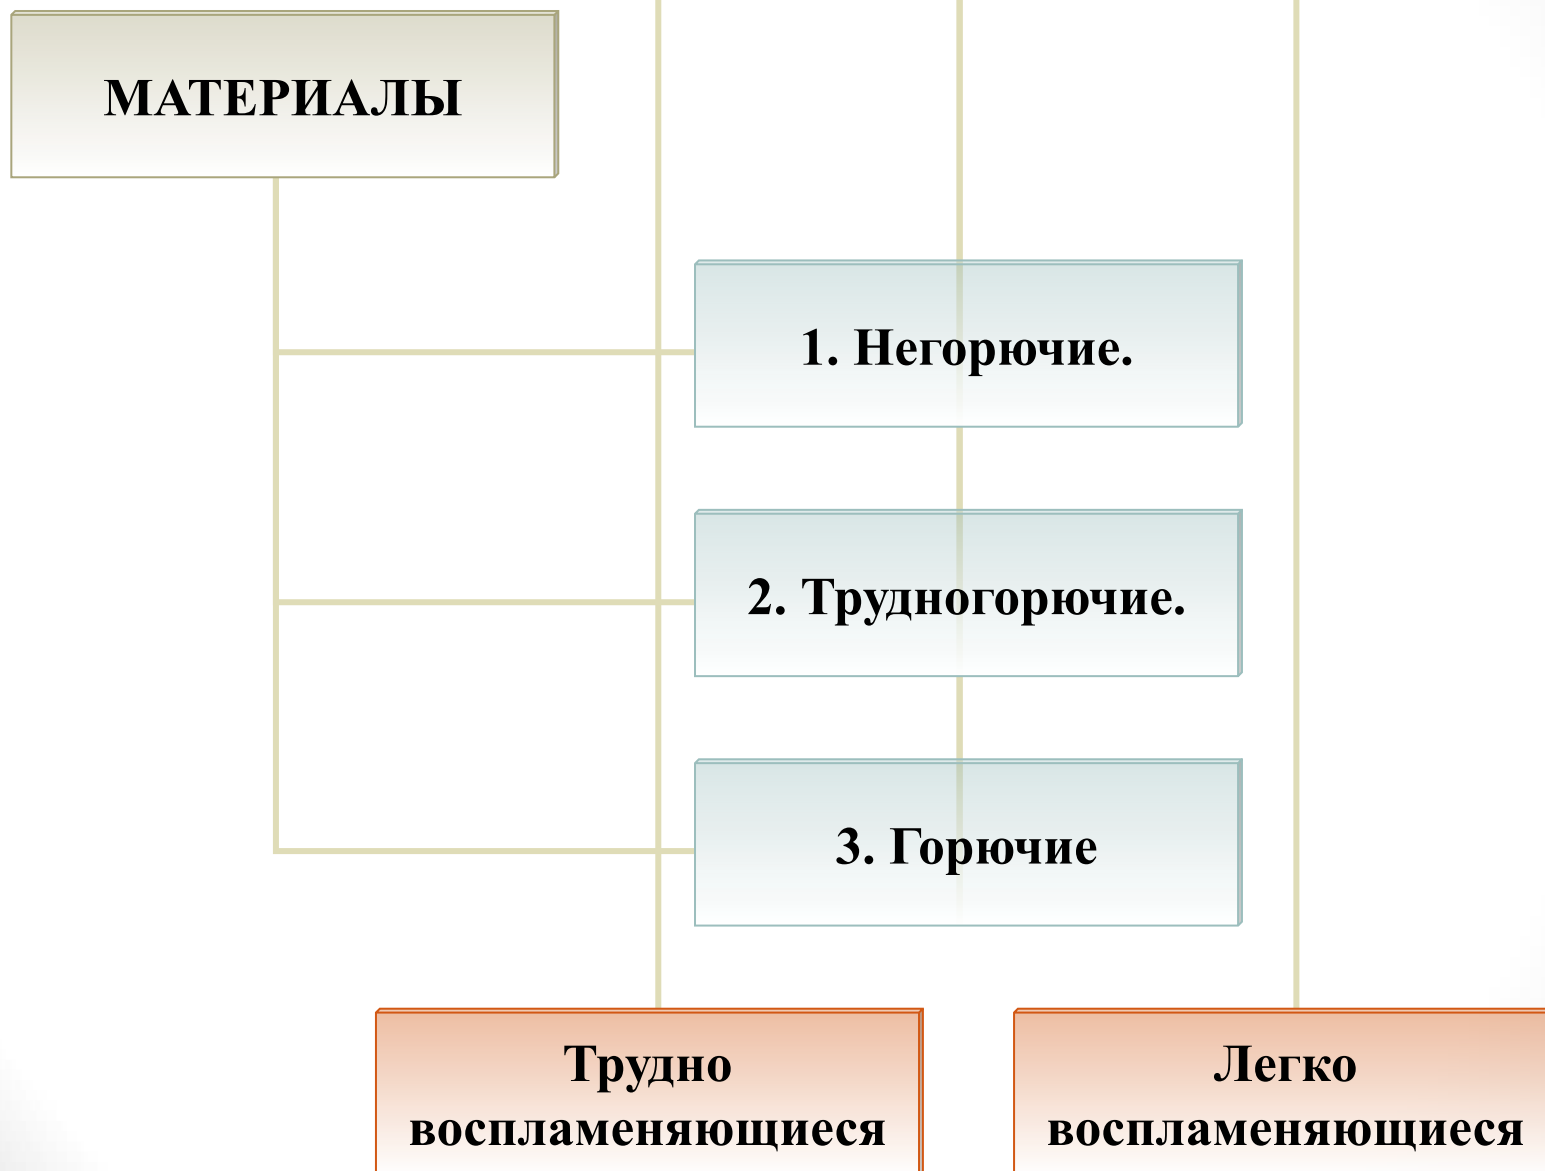 МАТЕРИАЛЫ
1. Негорючие.
2. Трудногорючие.
3. Горючие
Трудно
воспламеняющиеся
Легко
воспламеняющиеся